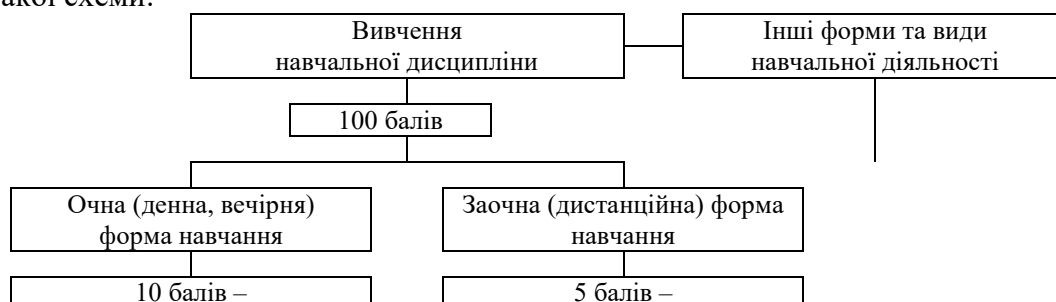 схеми:
Вивчення
навчальної дисципліни
Інші форми та види
навчальної діяльності
100 балів
Очна (денна, вечірня)
форма навчання
Заочна (дистанційна) форма
навчання
10 балів –
5 балів –